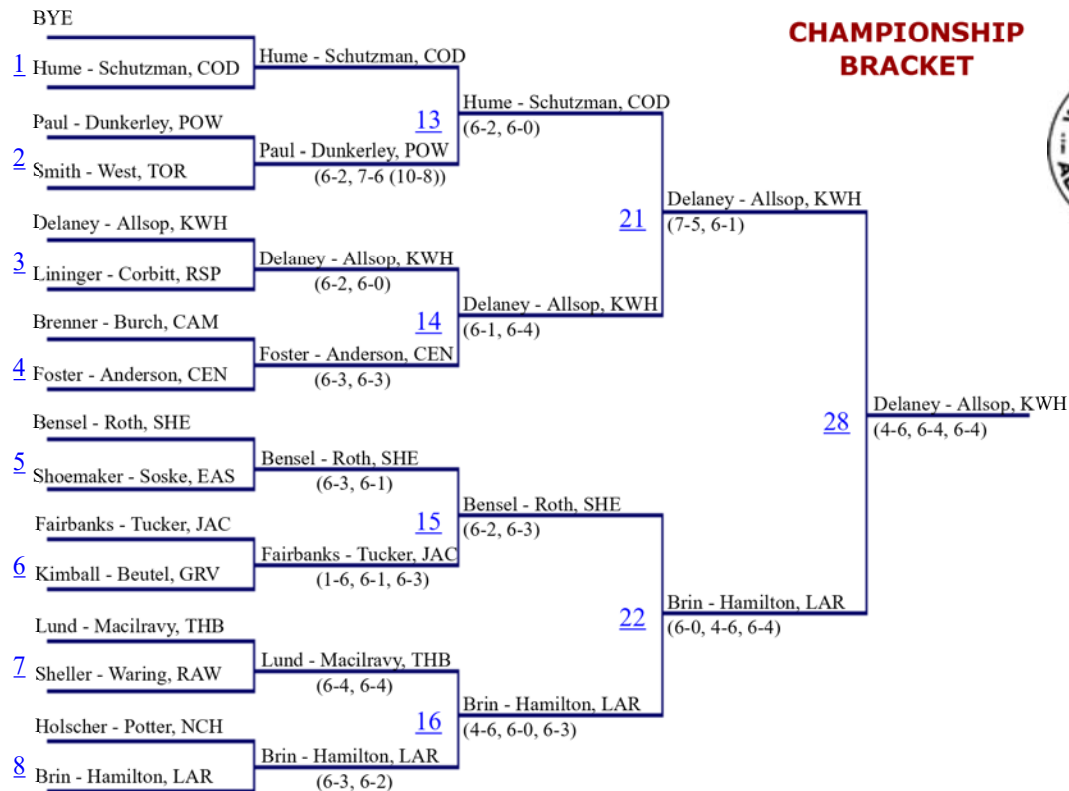 CHAMPIONSHIP
BRACKET
BYE
1
Hume - Schutzman, COD
Hume - Schutzman, COD
Paul - Dunkerley, POW
2
Smith - West, TOR
13
Paul - Dunkerley, POW
(6-2, 7-6 (10-8))
Hume - Schutzman, COD
(6-2, 6-0)
Delaney - Allsop, KWH
3
Lininger - Corbitt, RSP
Delaney - Allsop, KWH
(6-2, 6-0)
Brenner - Burch, CAM
4
Foster - Anderson, CEN
14
Foster - Anderson, CEN
(6-3, 6-3)
Delaney - Allsop, KWH
(6-1, 6-4)
21
Delaney - Allsop, KWH
(7-5, 6-1)
Bensel - Roth, SHE
5
Shoemaker - Soske, EAS
Bensel - Roth, SHE
(6-3, 6-1)
Fairbanks - Tucker, JAC
6
Kimball - Beutel, GRV
15
Fairbanks - Tucker, JAC
(1-6, 6-1, 6-3)
Bensel - Roth, SHE
(6-2, 6-3)
Lund - Macilravy, THB
7
Sheller - Waring, RAW
Lund - Macilravy, THB
(6-4, 6-4)
Holscher - Potter, NCH
8
Brin - Hamilton, LAR
16
Brin - Hamilton, LAR
(6-3, 6-2)
Brin - Hamilton, LAR
(4-6, 6-0, 6-3)
22
Brin - Hamilton, LAR
(6-0, 4-6, 6-4)
28
Delaney - Allsop, KWH
(4-6, 6-4, 6-4)